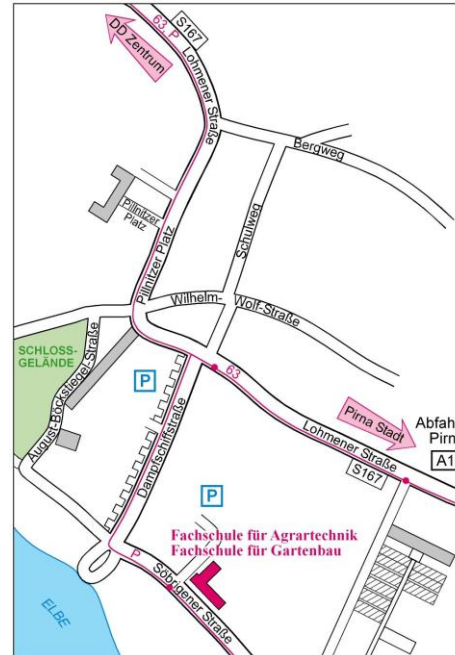 S167
63, P
DD Zentrum
Lohmener Straße
Bergweg
Pillnitzer
Platz
Schulweg
Pillnitzer Platz
Wilhelm-Wolf-Straße
SCHLOSS-
GELÄNDE
August-Böckstiegel-Straße
P
63
Dampfschiffstraße
Pirna Stadt
Abfah
Pirn
A1
Lohmener Straße
S167
P
Fachschule für Agrartechnik
Fachschule für Gartenbau
P
Söbrigener Straße
ELBE